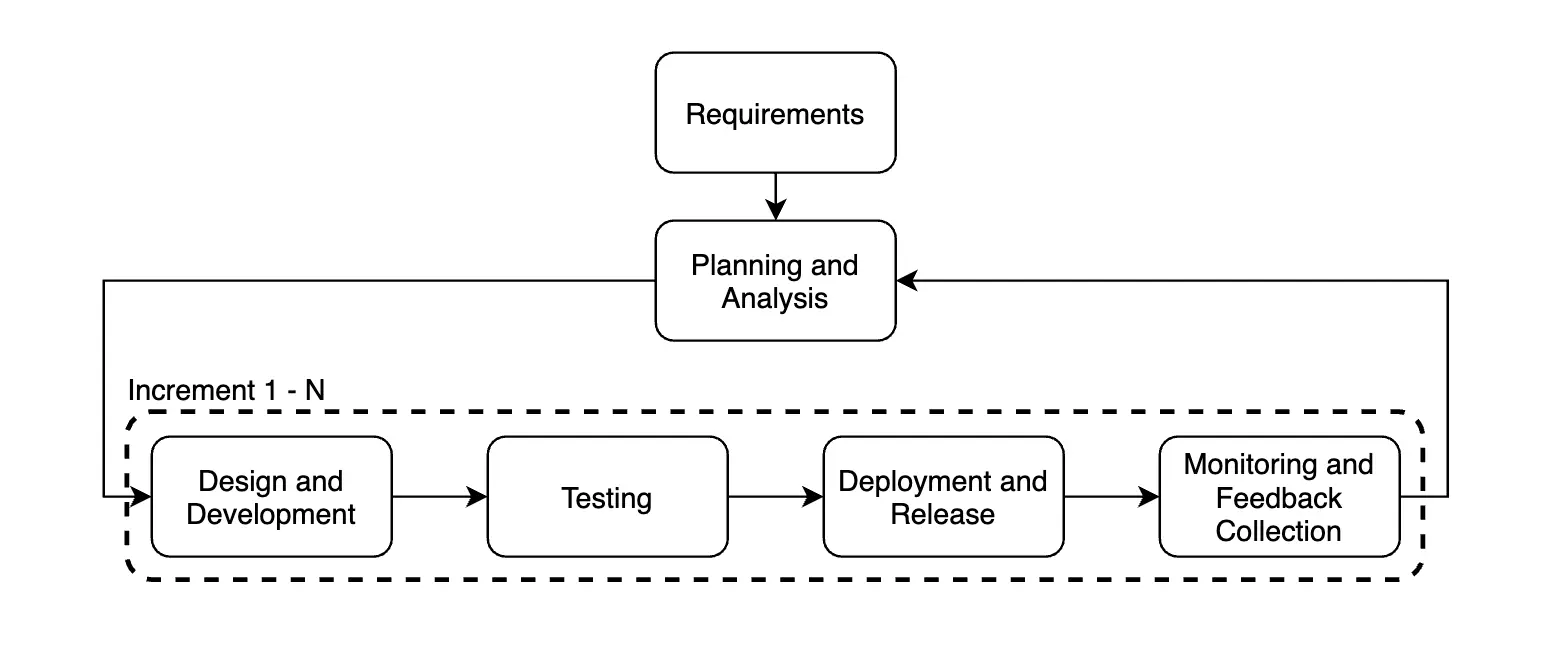 Requirements
Planning and
Analysis
Increment 1 - N
Design and
Development
Testing
Deployment and
Release
Monitoring and
Feedback
Collection